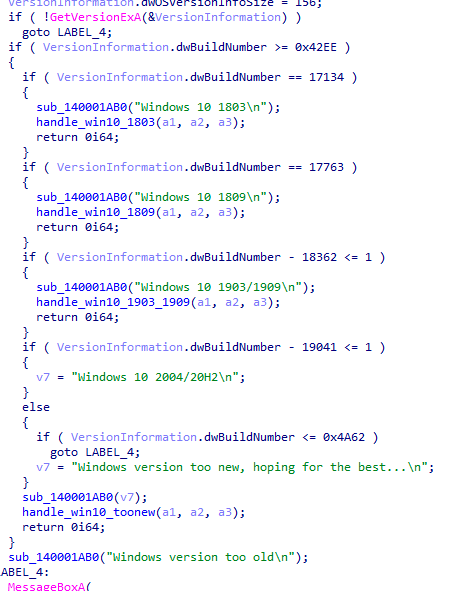 VersionInformation.dwOSVersionInfoSize = 156;
if ( !GetVersionExA(&VersionInformation) )
goto LABEL_4;
if ( VersionInformation.dwBuildNumber >= 0x42EE )
{
if ( VersionInformation.dwBuildNumber == 17134 )
{
sub_140001AB0("Windows 10 1803\n");
handle_win10_1803(a1, a2, a3);
return 0i64;
}
if ( VersionInformation.dwBuildNumber == 17763 )
{
sub_140001AB0("Windows 10 1809\n");
handle_win10_1809(a1, a2, a3);
return 0i64;
}
if ( VersionInformation.dwBuildNumber - 18362 <= 1 )
{
sub_140001AB0("Windows 10 1903/1909\n");
handle_win10_1903_1909(a1, a2, a3);
return 0i64;
}
if ( VersionInformation.dwBuildNumber - 19041 <= 1 )
{
v7 = "Windows 10 2004/20H2\n";
}
else
{
if ( VersionInformation.dwBuildNumber <= 0x4A62 )
goto LABEL_4;
v7 = "Windows version too new, hoping for the best...\n";
}
sub_140001AB0(v7);
handle_win10_toonew(a1, a2, a3);
return 0i64;
}
sub_140001AB0("Windows version too old\n");
ABEL_4:
MessageBoxA(